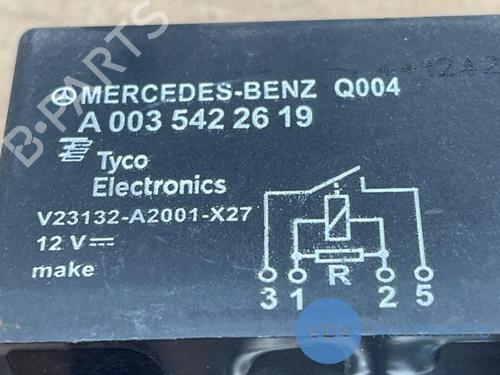 B-PARTS
MERCEDES-BENZ Q004
A 003 542 26 19
Tyco
Electronics
V23132-A2001-X27
12 V
make
R
3 1 2 5